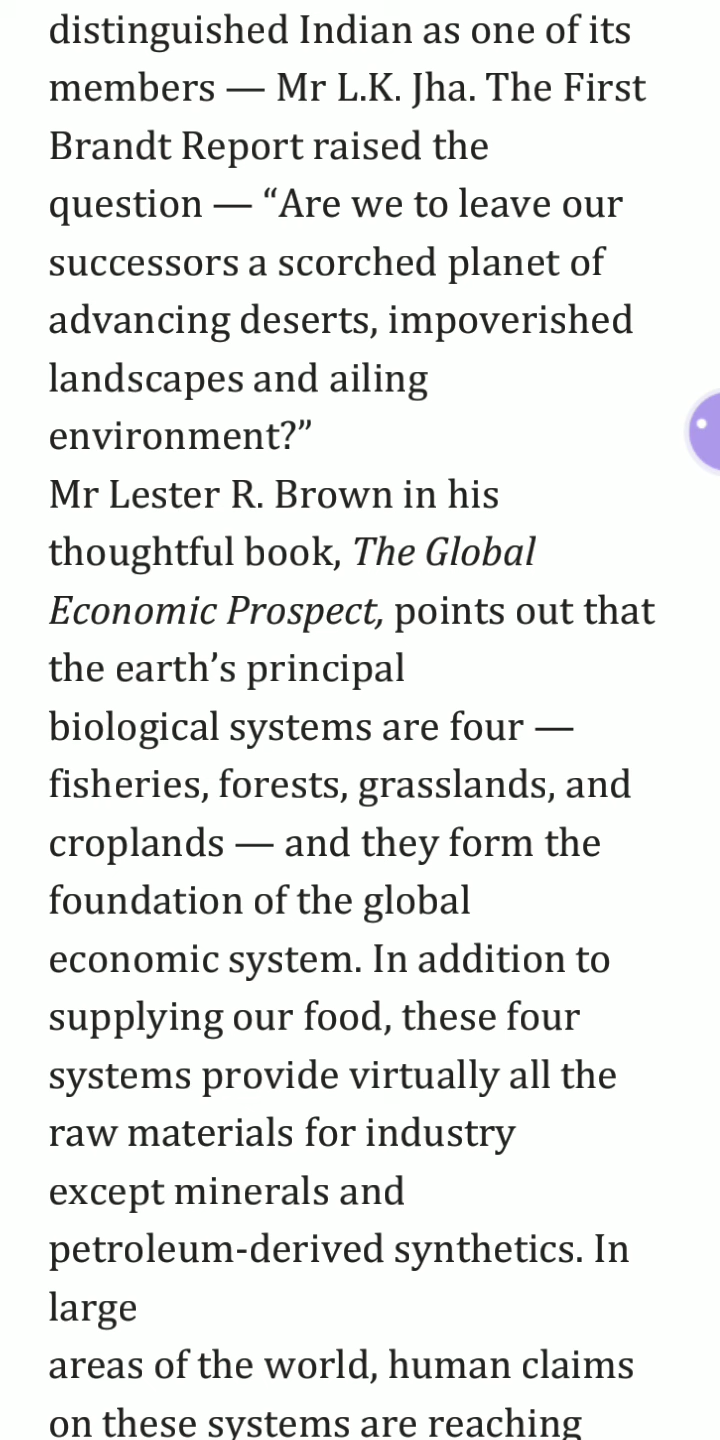 distinguished Indian as one of its
members — Mr L.K. Jha. The First
Brandt Report raised the
question — “Are we to leave our
successors a scorched planet of
advancing deserts, impoverished
landscapes and ailing
environment?”
Mr Lester R. Brown in his
thoughtful book, The Global
Economic Prospect, points out that
the earth’s principal
biological systems are four —
fisheries, forests, grasslands, and
croplands — and they form the
foundation of the global
economic system. In addition to
supplying our food, these four
systems provide virtually all the
raw materials for industry
except minerals and
petroleum-derived synthetics. In
large
areas of the world, human claims
on these systems are reaching